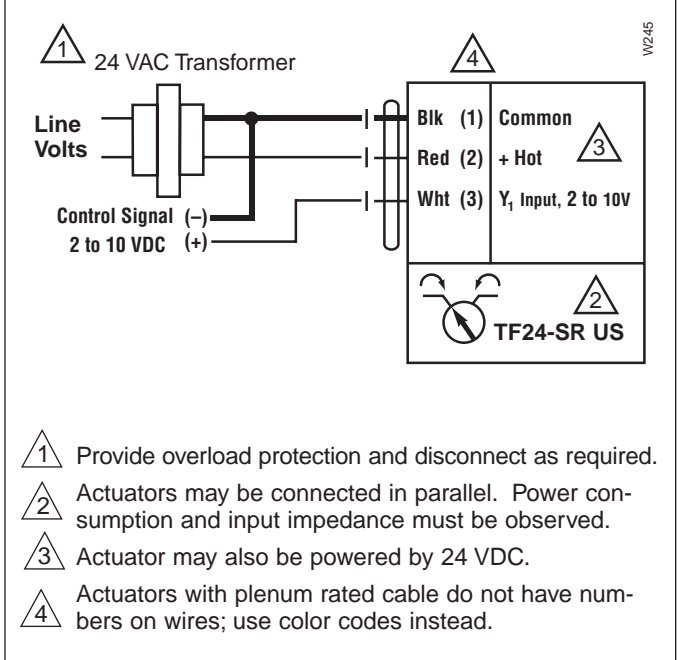 W245
1
24 VAC Transformer
4
Line
Volts
Blk (1) Common
3
Red (2) + Hot
Wht (3) Y₁ Input, 2 to 10V
Control Signal (–)
2 to 10 VDC (+)
2
TF24-SR US
1 Provide overload protection and disconnect as required.
2 Actuators may be connected in parallel. Power con-
sumption and input impedance must be observed.
3 Actuator may also be powered by 24 VDC.
4 Actuators with plenum rated cable do not have num-
bers on wires; use color codes instead.